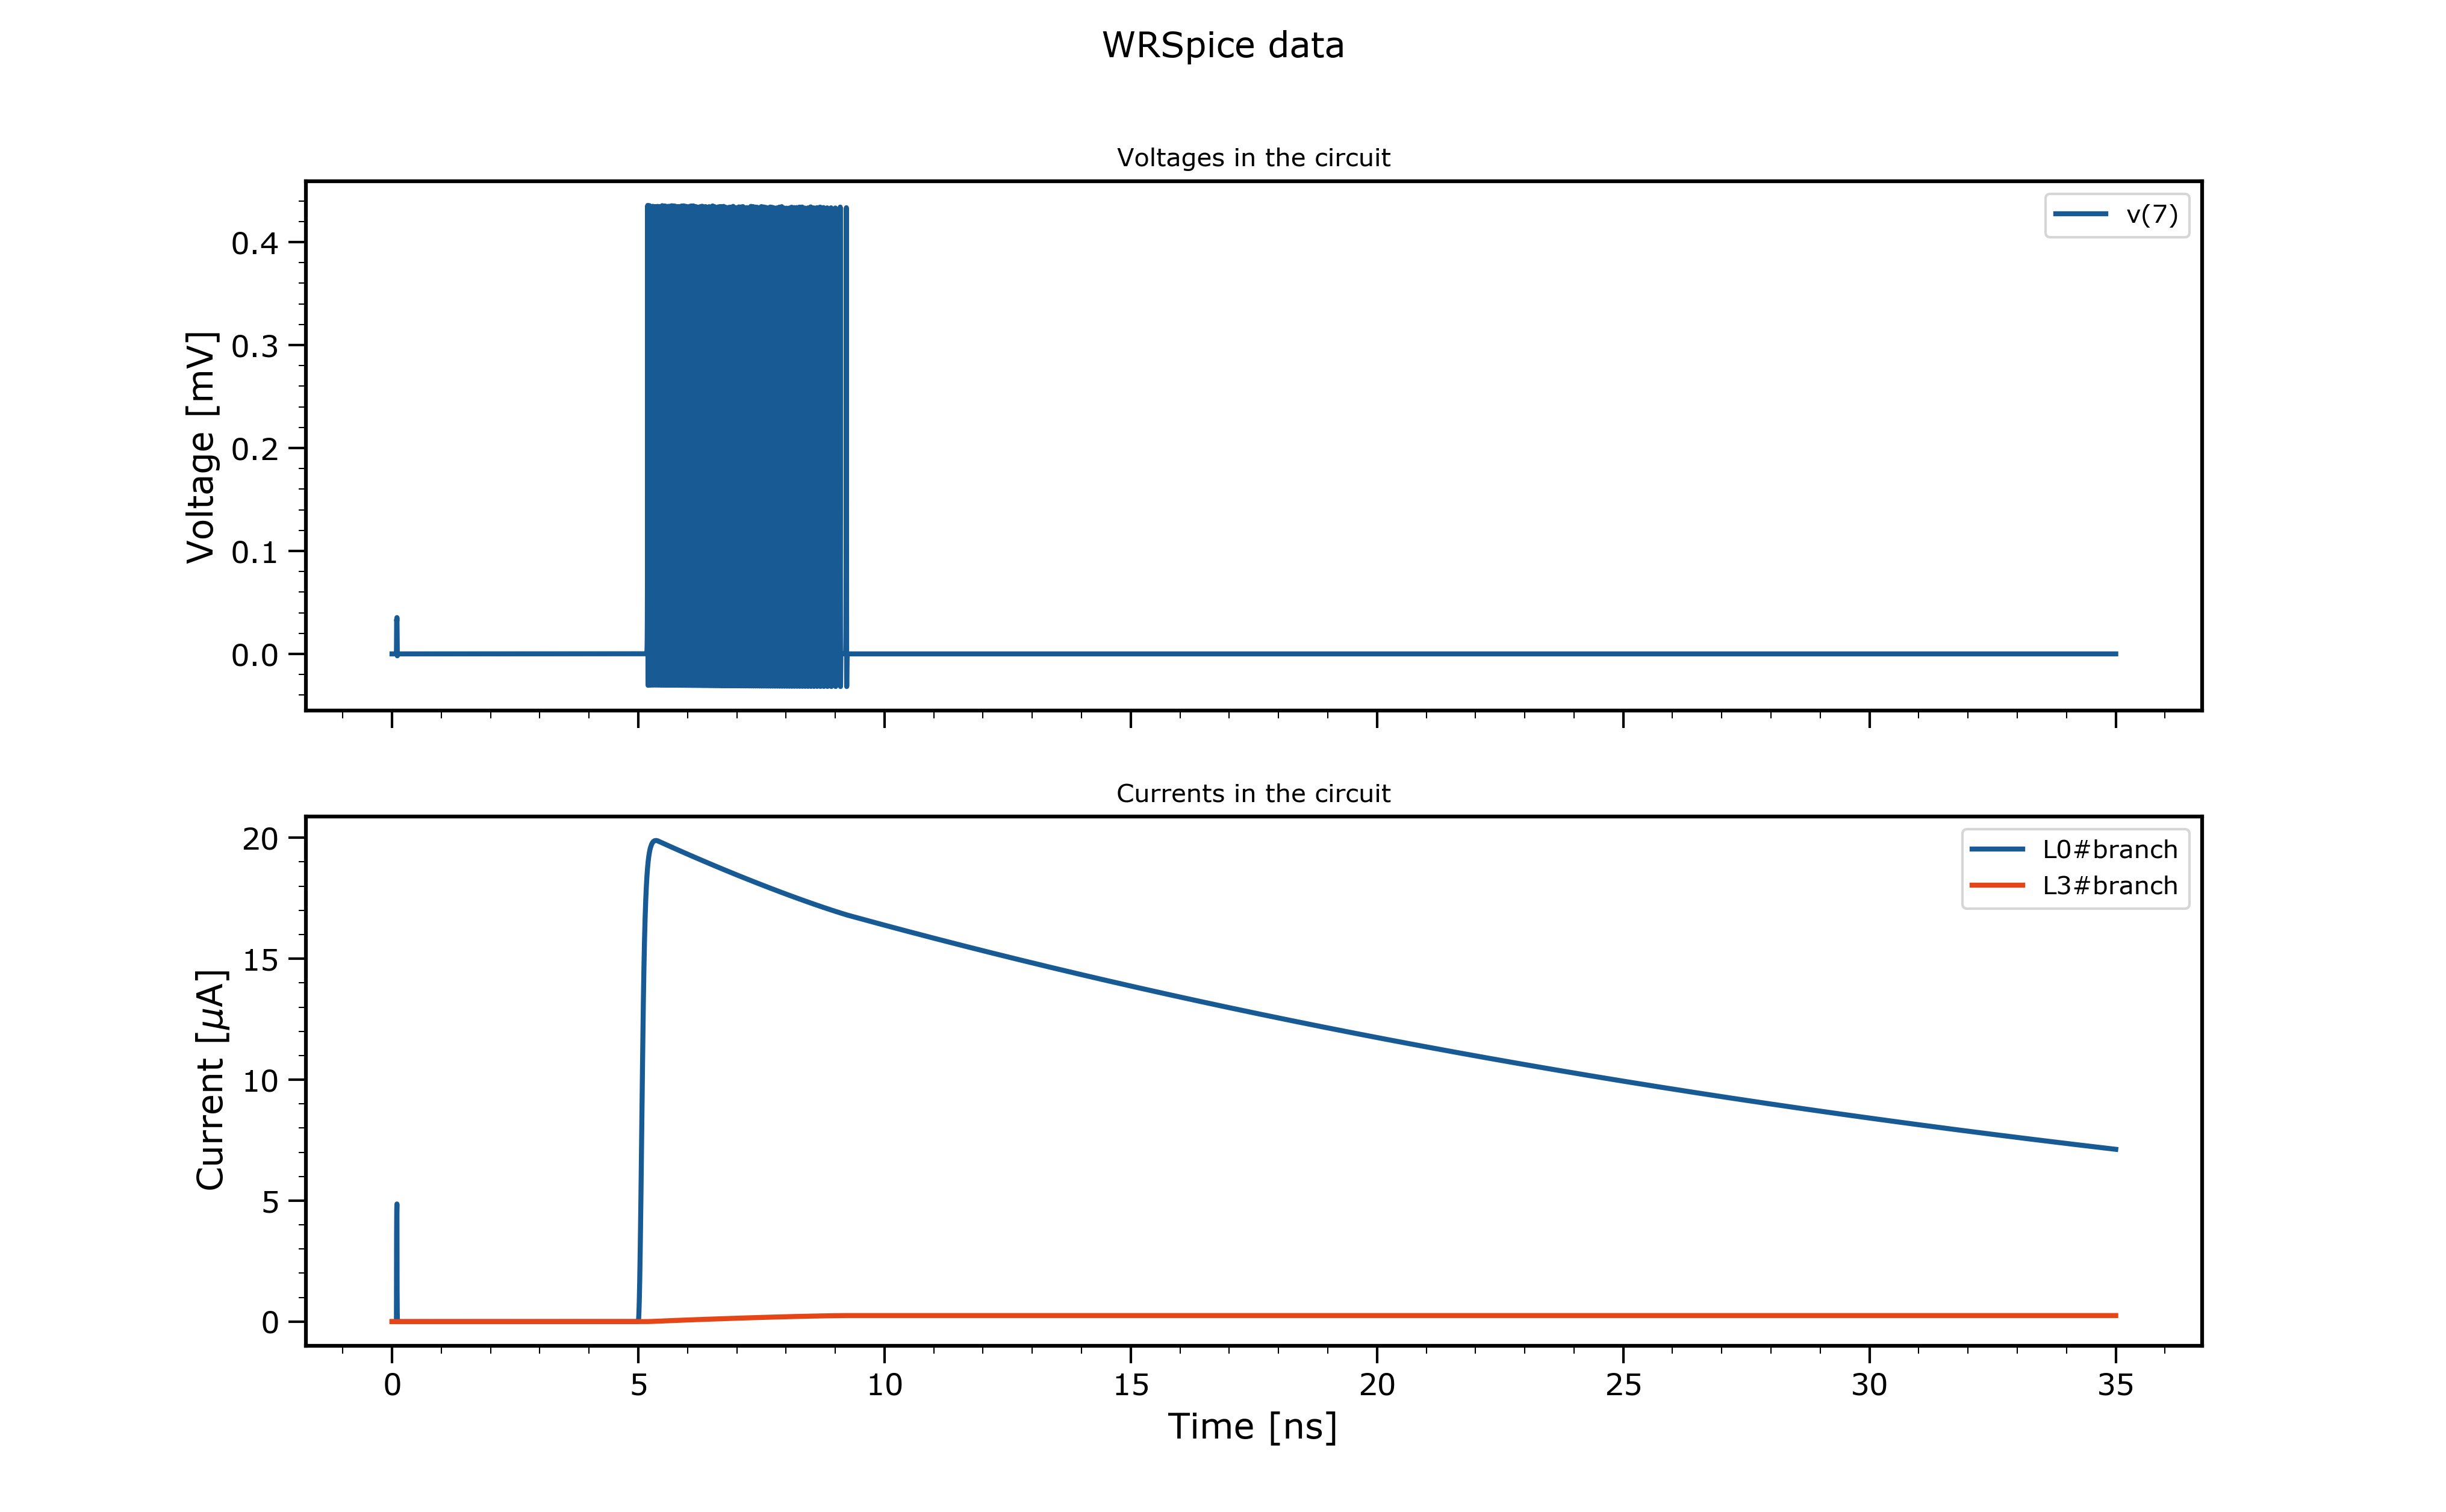 WRSpice data
Voltages in the circuit
v(7)
Voltage [mV]
0.4
0.3
0.2
0.1
0.0
Currents in the circuit
L0#branch
L3#branch
Current [μA]
20
15
10
5
0
0 5 10 15 20 25 30 35
Time [ns]